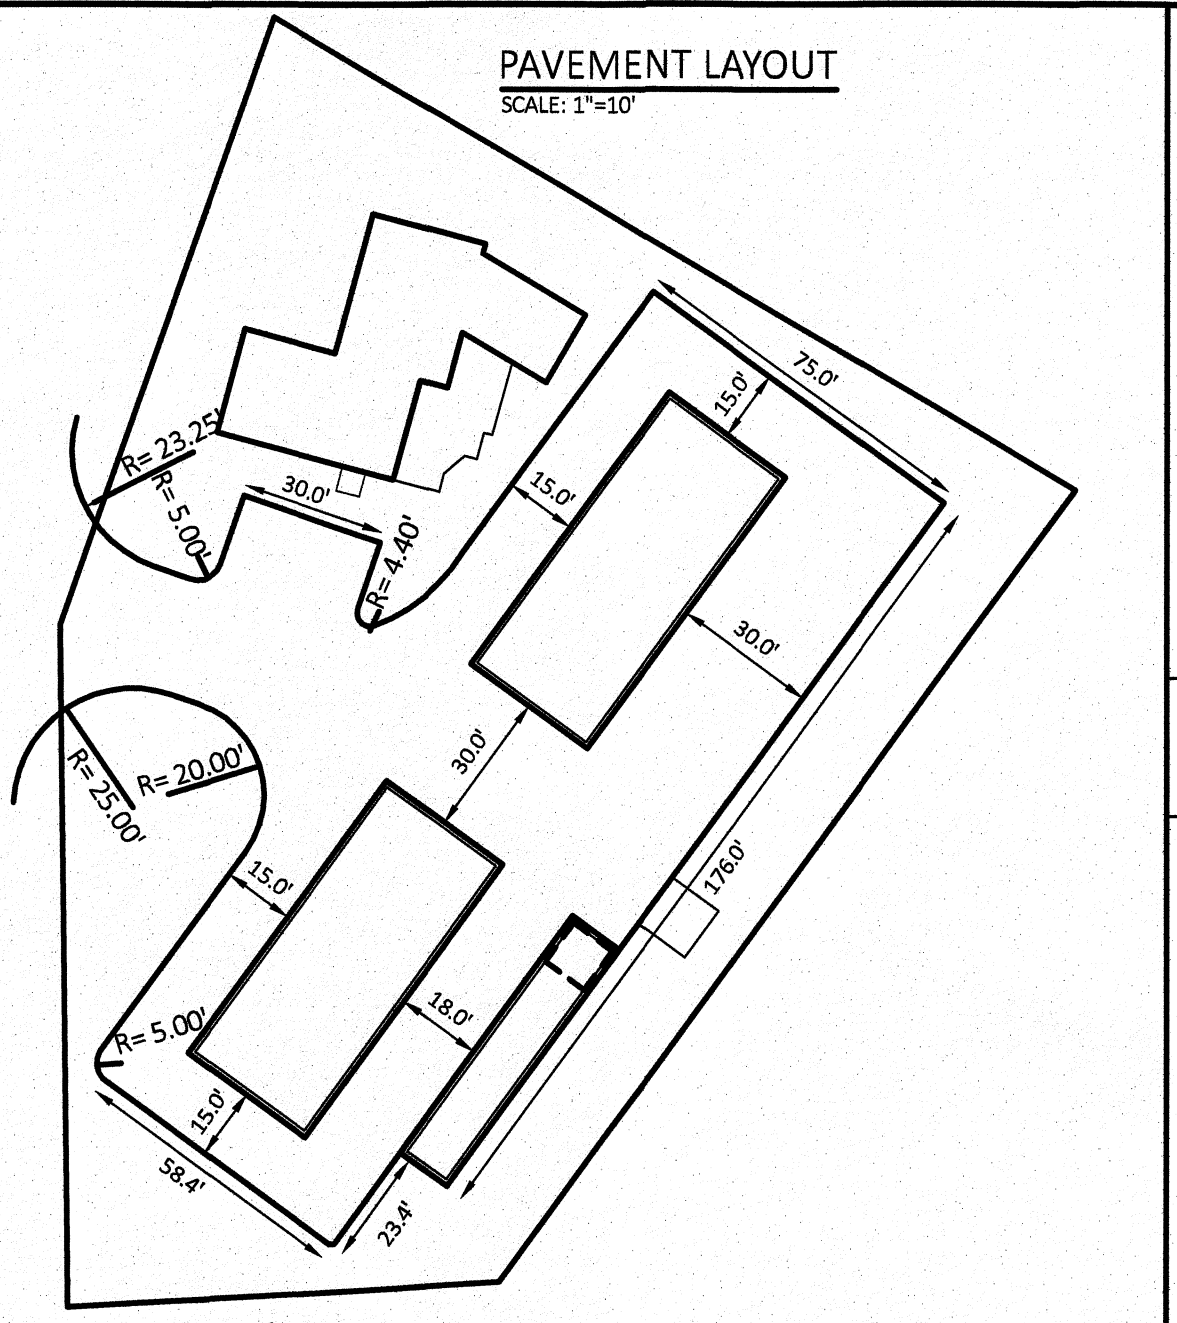 PAVEMENT LAYOUT
SCALE: 1"=10'
75.0'
15.0'
R= 23.25'
R= 5.00'
30.0'
15.0'
R= 4.40'
30.0'
30.0'
R= 20.00'
R= 25.00'
176.0'
15.0'
18.0'
R= 5.00'
15.0'
58.4'
23.4'